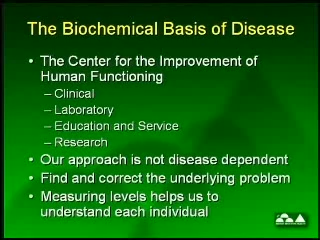 The Biochemical Basis of Disease
• The Center for the Improvement of
Human Functioning
– Clinical
– Laboratory
– Education and Service
– Research
• Our approach is not disease dependent
• Find and correct the underlying problem
• Measuring levels helps us to
understand each individual